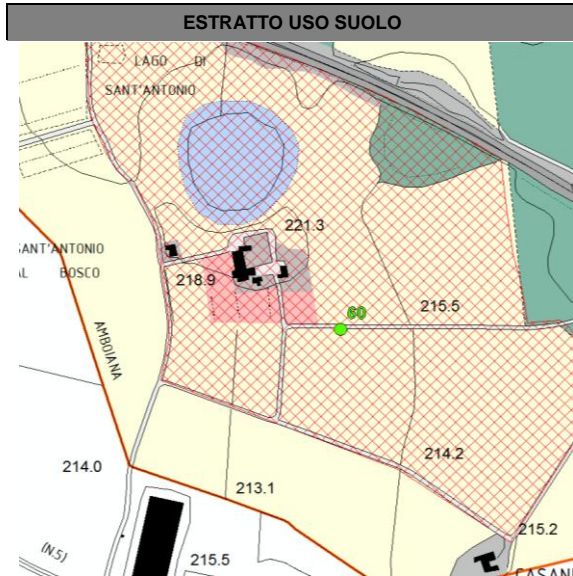 ESTRATTO USO SUOLO
LAGO DI
SANT'ANTONIO
221.3
SANT'ANTONIO
AL BOSCO
218.9
215.5
60
AMBOIANA
214.0
214.2
213.1
215.2
(N.5)
215.5